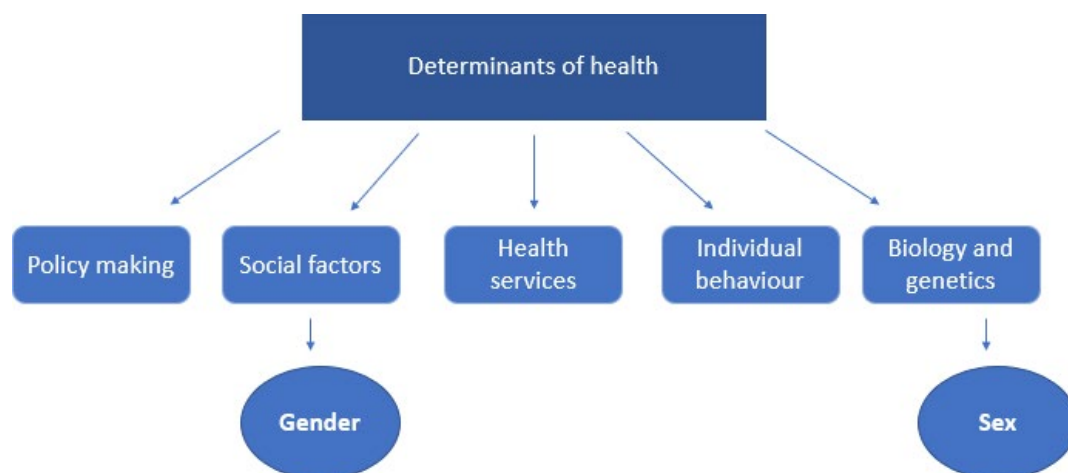 Determinants of health
Policy making
Social factors
Health
services
Individual
behaviour
Biology and
genetics
Gender
Sex